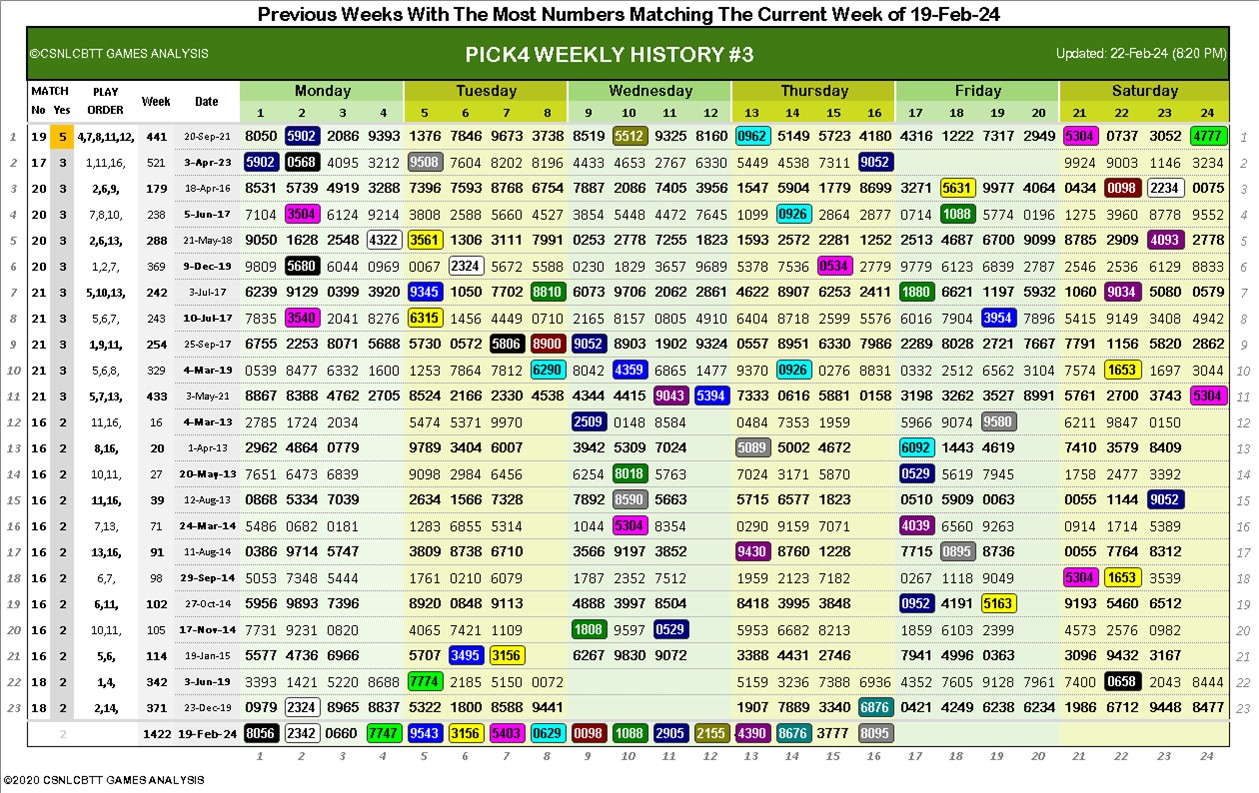 Previous Weeks With The Most Numbers Matching The Current Week of 19-Feb-24
©CSNLCBTT GAMES ANALYSIS PICK4 WEEKLY HISTORY #3 Updated: 22-Feb-24 (8:20 PM)
MATCH PLAY Week Date Monday Tuesday Wednesday Thursday Friday Saturday
No Yes ORDER 1 2 3 4 5 6 7 8 9 10 11 12 13 14 15 16 17 18 19 20 21 22 23 24
1 19 5 4,7,8,11,12, 441 20-Sep-21 8050 5902 2086 9393 1376 7846 9673 3738 8519 5512 9325 8160 0962 5149 5723 4180 4316 1222 7317 2949 5304 0737 3052 4777 1
2 17 3 1,11,16, 521 3-Apr-23 5902 0568 4095 3212 9508 7604 8202 8196 4433 4653 2767 6330 5449 4538 7311 9052 9924 9003 1146 3234 2
3 20 3 2,6,9, 179 18-Apr-16 8531 5739 4919 3288 7396 7593 8768 6754 7887 2086 7405 3956 1547 5904 1779 8699 3271 5631 9977 4064 0434 0098 2234 0075 3
4 20 3 7,8,10, 238 5-Jun-17 7104 3504 6124 9214 3808 2588 5660 4527 3854 5448 4472 7645 1099 0926 2864 2877 0714 1088 5774 0196 1275 3960 8778 9552 4
5 20 3 2,6,13, 288 21-May-18 9050 1628 2548 4322 3561 1306 3111 7991 0253 2778 7255 1823 1593 2572 2281 1252 2513 4687 6700 9099 8785 2909 4093 2778 5
6 20 3 1,2,7, 369 9-Dec-19 9809 5680 6044 0969 0067 2324 5672 5588 0230 1829 3657 9689 5378 7536 0534 2779 9779 6123 6839 2787 2546 2536 6129 8833 6
7 21 3 5,10,13, 242 3-Jul-17 6239 9129 0399 3920 9345 1050 7702 8810 6073 9706 2062 2861 4622 8907 6253 2411 1880 6621 1197 5932 1060 9034 5080 0579 7
8 21 3 5,6,7, 243 10-Jul-17 7835 3540 2041 8276 6315 1456 4449 0710 2165 8157 0805 4910 6404 8718 2599 5576 6016 7904 3954 7896 5415 9149 3408 4942 8
9 21 3 1,9,11, 254 25-Sep-17 6755 2253 8071 5688 5730 0572 5806 8900 9052 8903 1902 9324 0557 8951 6330 7986 2289 8028 2721 7667 7791 1156 5820 2862 9
10 21 3 5,6,8, 329 4-Mar-19 0539 8477 6332 1600 1253 7864 7812 6290 8042 4359 6865 1477 9370 0926 0276 8831 0332 2512 6562 3104 7574 1653 1697 3044 10
11 21 3 5,7,13, 433 3-May-21 8867 8388 4762 2705 8524 2166 2330 4538 4344 4415 9043 5394 7333 0616 5881 0158 3198 3262 3527 8991 5761 2700 3743 5304 11
12 16 2 11,16, 16 4-Mar-13 2785 1724 2034 5474 5371 9970 2509 0148 8584 0484 7353 1959 5966 9074 9580 6211 9847 0150 12
13 16 2 8,16, 20 1-Apr-13 2962 4864 0779 9789 3404 6007 3942 5309 7024 5089 5002 4672 6092 1443 4619 7410 3579 8409 13
14 16 2 10,11, 27 20-May-13 7651 6473 6839 9098 2984 6456 6254 8018 5763 7024 3171 5870 0529 5619 7945 1758 2477 3392 14
15 16 2 11,16, 39 12-Aug-13 0868 5334 7039 2634 1566 7328 7892 8590 5663 5715 6577 1823 0510 5909 0063 0055 1144 9052 15
16 16 2 7,13, 71 24-Mar-14 5486 0682 0181 1283 6855 5314 1044 5304 8354 0290 9159 7071 4039 6560 9263 0914 1714 5389 16
17 16 2 13,16, 91 11-Aug-14 0386 9714 5747 3809 8738 6710 3566 9197 3852 9430 8760 1228 7715 0895 8736 0055 7764 8312 17
18 16 2 6,7, 98 29-Sep-14 5053 7348 5444 1761 0210 6079 1787 2352 7512 1959 2123 7182 0267 1118 9049 5304 1653 3539 18
19 16 2 6,11, 102 27-Oct-14 5956 9893 7396 8920 0848 9113 4888 3997 8504 8418 3995 3848 0952 4191 5163 9193 5460 6512 19
20 16 2 10,11, 105 17-Nov-14 7731 9231 0820 4065 7421 1109 1808 9597 0529 5953 6682 8213 1859 6103 2399 4573 2576 0982 20
21 16 2 5,6, 114 19-Jan-15 5577 4736 6966 5707 3495 3156 6267 9830 9072 3388 4431 2746 7941 4996 0363 3096 9432 3167 21
22 18 2 1,4, 342 3-Jun-19 3393 1421 5220 8688 7774 2185 5150 0072 5159 3236 7388 6936 4352 7605 9128 7961 7400 0658 2043 8444 22
23 18 2 2,14, 371 23-Dec-19 0979 2324 8965 8837 5322 1800 8588 9441 1907 7889 3340 6876 0421 4249 6238 6234 1986 6712 9448 8477 23
2 1422 19-Feb-24 8056 2342 0660 7747 9543 3156 5403 0629 0098 1088 2905 2155 4390 8676 3777 8095
1 2 3 4 5 6 7 8 9 10 11 12 13 14 15 16 17 18 19 20 21 22 23 24
©2020 CSNLCBTT GAMES ANALYSIS